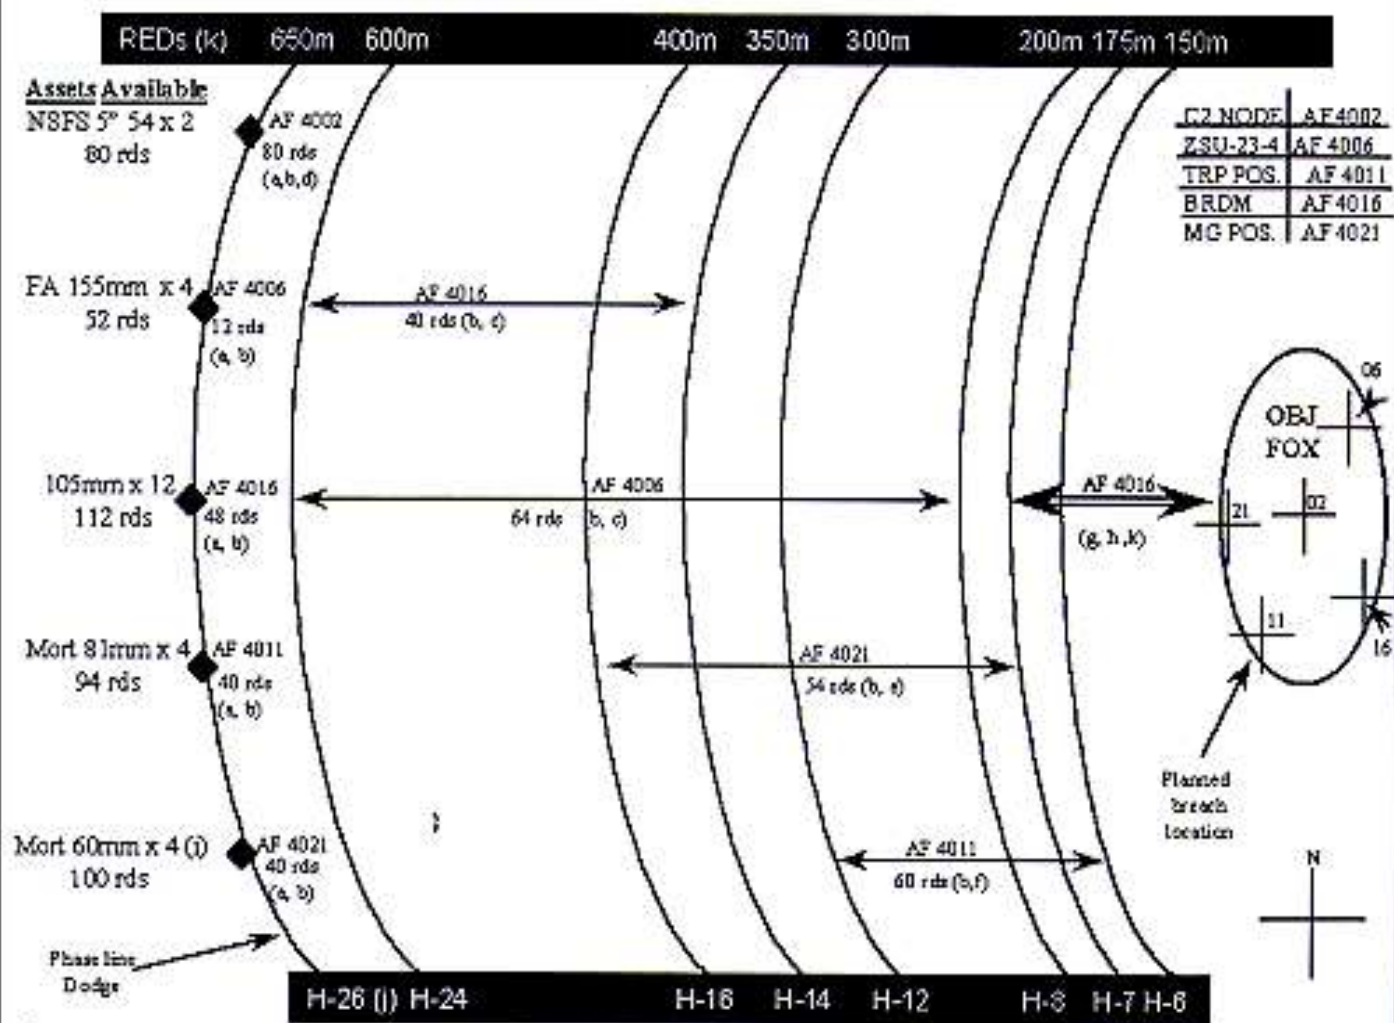 REDs (k) 650m 600m 400m 350m 300m 200m 175m 150m
Assets Available
NSFS 5" 54 x 2
80 rds
AF 4002
80 rds
(a,b,d)
C2 NODE AF 4002
ZSU-23-4 AF 4006
TRP POS. AF 4011
BRDM AF 4016
MG POS. AF 4021
FA 155mm x 4
52 rds
AF 4006
12 rds
(a, b)
AF 4016
40 rds (b, c)
105mm x 12
112 rds
AF 4016
48 rds
(a, b)
AF 4006
64 rds (b, c)
AF 4016
(g, h ,k)
OBJ
FOX
06
21
02
11
16
Mort 81mm x 4
94 rds
AF 4011
40 rds
(a, b)
AF 4021
54 rds (b, e)
Planned
breach
location
Mort 60mm x 4 (i)
100 rds
AF 4021
40 rds
(a, b)
AF 4011
60 rds (b,f)
N
Phase line
Dodge
H-26 (j) H-24 H-16 H-14 H-12 H-8 H-7 H-6